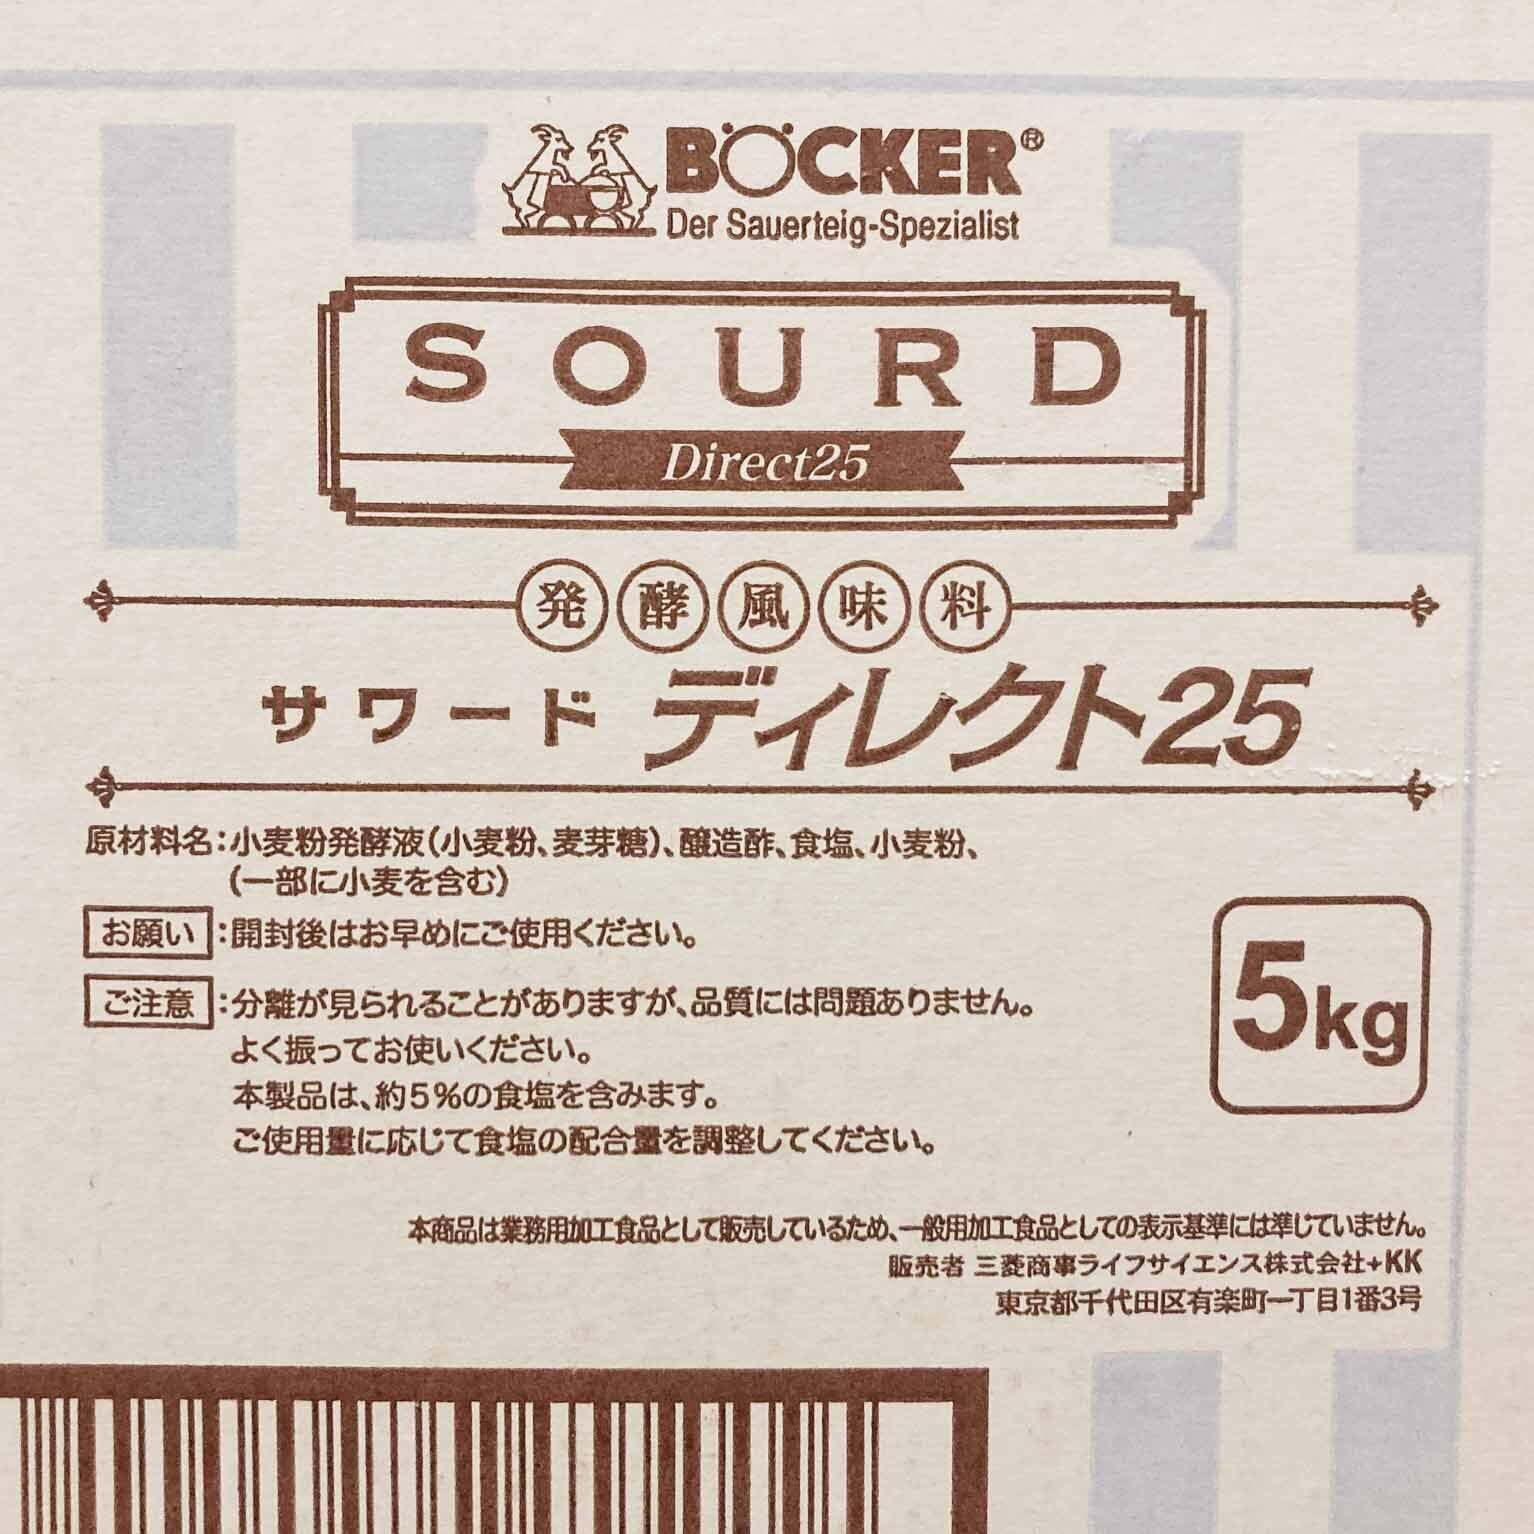 BÖCKER®
Der Sauerteig-Spezialist
SOURD
Direct25
発酵風味料
サワード ディレクト25
原材料名:小麦粉発酵液(小麦粉、麦芽糖)、醸造酢、食塩、小麦粉、
(一部に小麦を含む)
お願い:開封後はお早めにご使用ください。
ご注意:分離が見られることがありますが、品質には問題ありません。
よく振ってお使いください。
本製品は、約5%の食塩を含みます。
ご使用量に応じて食塩の配合量を調整してください。
5kg
本商品は業務用加工食品として販売しているため、一般用加工食品としての表示基準には準じていません。
販売者 三菱商事ライフサイエンス株式会社+KK
東京都千代田区有楽町一丁目1番3号